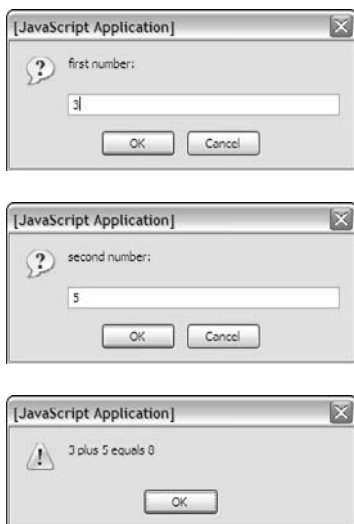 [JavaScript Application]
first number:
3
OK Cancel
[JavaScript Application]
second number:
5
OK Cancel
[JavaScript Application]
3 plus 5 equals 8
OK